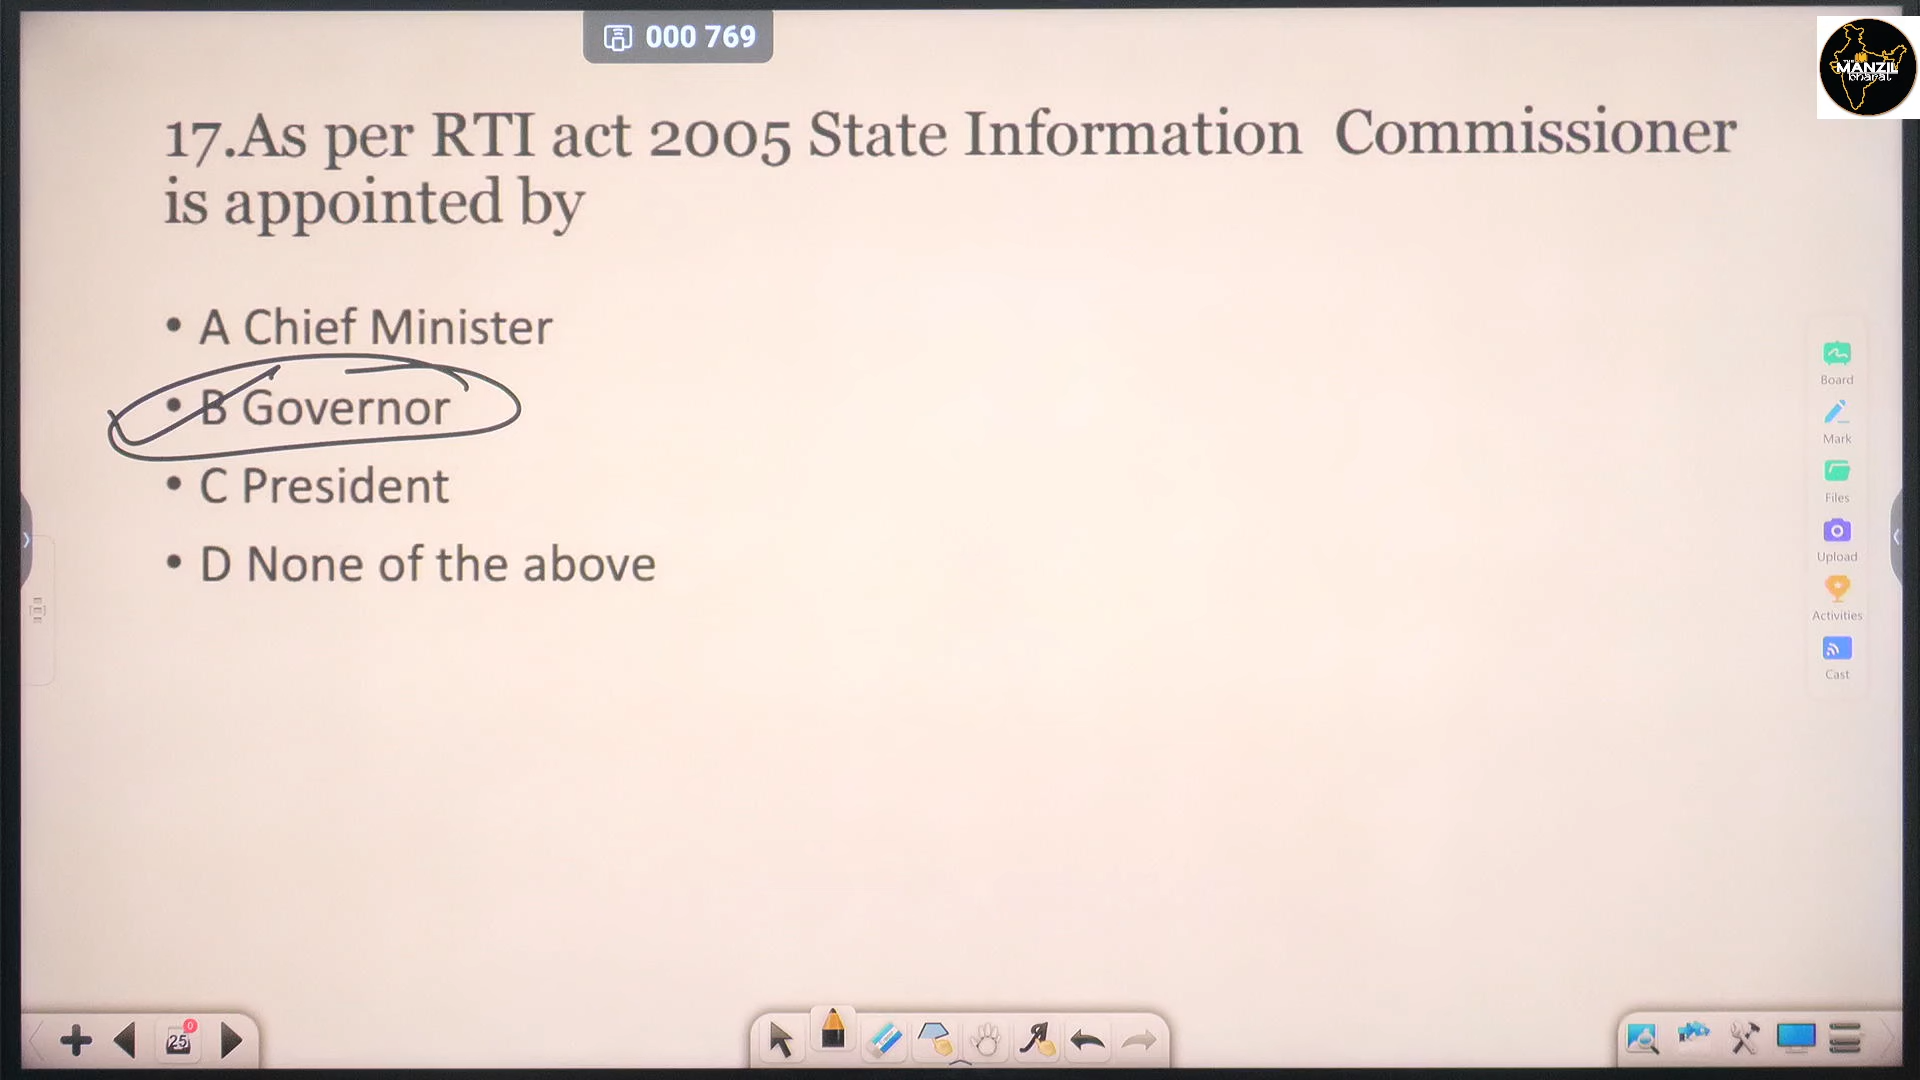 000 769
MANZIL
bharat
17.As per RTI act 2005 State Information Commissioner
is appointed by
• A Chief Minister
• B Governor
• C President
• D None of the above
Board
Mark
Files
Upload
Activities
Cast
25
0